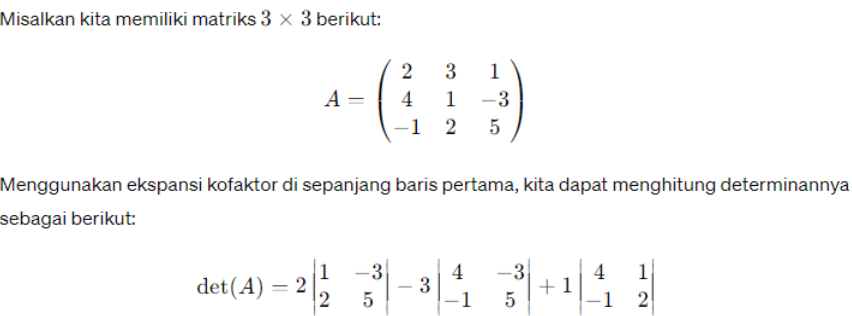 Misalkan kita memiliki matriks 3 × 3 berikut:
A = \begin{pmatrix} 2 & 3 & 1 \\ 4 & 1 & -3 \\ -1 & 2 & 5 \end{pmatrix}
Menggunakan ekspansi kofaktor di sepanjang baris pertama, kita dapat menghitung determinannya
sebagai berikut:
\det(A) = 2 \begin{vmatrix} 1 & -3 \\ 2 & 5 \end{vmatrix} - 3 \begin{vmatrix} 4 & -3 \\ -1 & 5 \end{vmatrix} + 1 \begin{vmatrix} 4 & 1 \\ -1 & 2 \end{vmatrix}